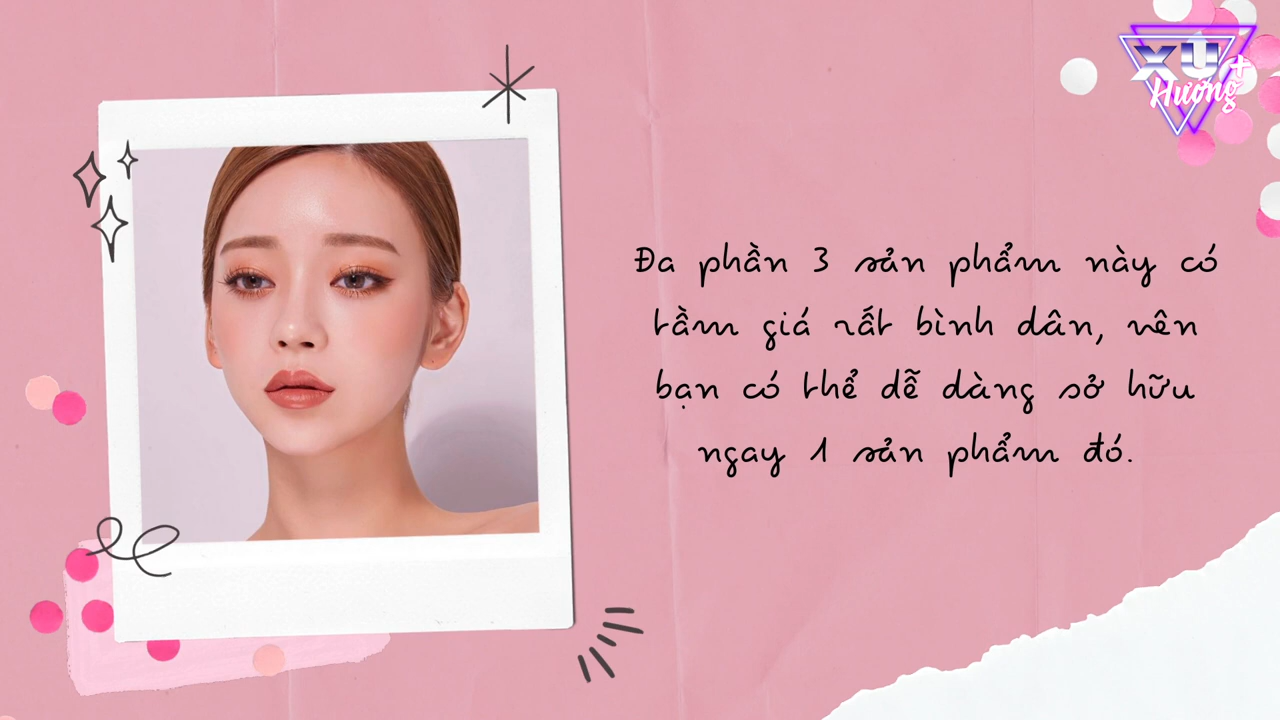 XU
Hướng+
Đa phần 3 sản phẩm này có
tầm giá rất bình dân, nên
bạn có thể dễ dàng sở hữu
ngay 1 sản phẩm đó.